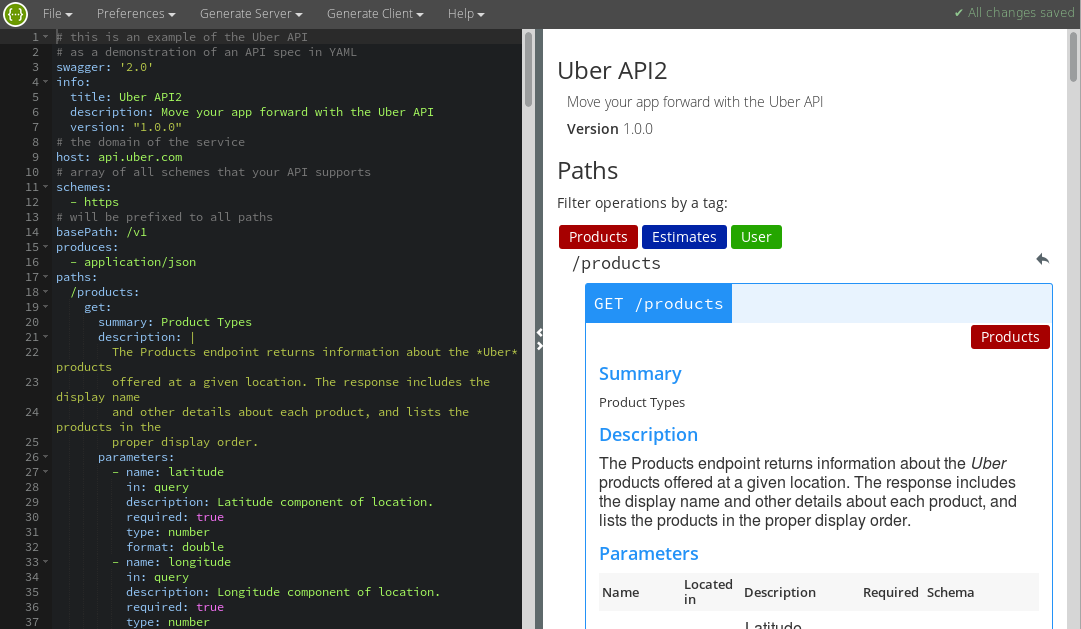 {··} File Preferences Generate Server Generate Client Help ✔ All changes saved
1 # this is an example of the Uber API
2 # as a demonstration of an API spec in YAML
3 swagger: '2.0'
4 info:
5 title: Uber API2
6 description: Move your app forward with the Uber API
7 version: "1.0.0"
8 # the domain of the service
9 host: api.uber.com
10 # array of all schemes that your API supports
11 schemes:
12 - https
13 # will be prefixed to all paths
14 basePath: /v1
15 produces:
16 - application/json
17 paths:
18 /products:
19 get:
20 summary: Product Types
21 description: |
22 The Products endpoint returns information about the *Uber*
products
23 offered at a given location. The response includes the
display name
24 and other details about each product, and lists the
products in the
25 proper display order.
26 parameters:
27 - name: latitude
28 in: query
29 description: Latitude component of location.
30 required: true
31 type: number
32 format: double
33 - name: longitude
34 in: query
35 description: Longitude component of location.
36 required: true
37 type: number
Uber API2
Move your app forward with the Uber API
Version 1.0.0
Paths
Filter operations by a tag:
Products Estimates User
/products
GET /products
Products
Summary
Product Types
Description
The Products endpoint returns information about the Uber
products offered at a given location. The response includes
the display name and other details about each product, and
lists the products in the proper display order.
Parameters
Name Located in Description Required Schema
Latitude